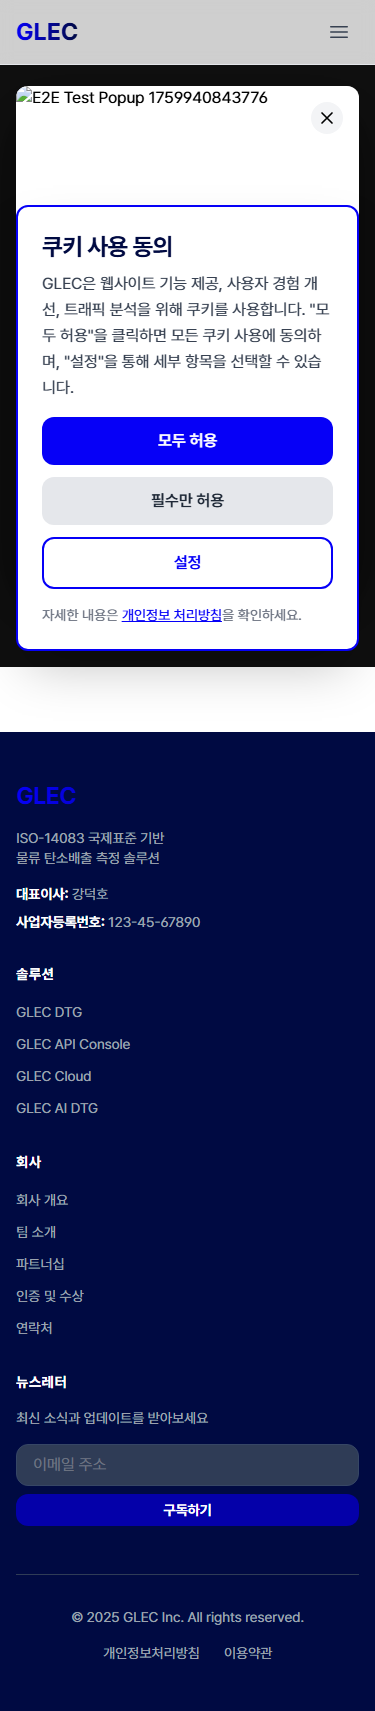 GLEC
E2E Test Popup 1759940843776
쿠키 사용 동의
GLEC은 웹사이트 기능 제공, 사용자 경험 개
선, 트래픽 분석을 위해 쿠키를 사용합니다. "모
두 허용"을 클릭하면 모든 쿠키 사용에 동의하
며, "설정"을 통해 세부 항목을 선택할 수 있습
니다.
모두 허용
필수만 허용
설정
자세한 내용은 개인정보 처리방침을 확인하세요.
GLEC
ISO-14083 국제표준 기반
물류 탄소배출 측정 솔루션
대표이사: 강덕호
사업자등록번호: 123-45-67890
솔루션
GLEC DTG
GLEC API Console
GLEC Cloud
GLEC AI DTG
회사
회사 개요
팀 소개
파트너십
인증 및 수상
연락처
뉴스레터
최신 소식과 업데이트를 받아보세요
이메일 주소
구독하기
© 2025 GLEC Inc. All rights reserved.
개인정보처리방침 이용약관